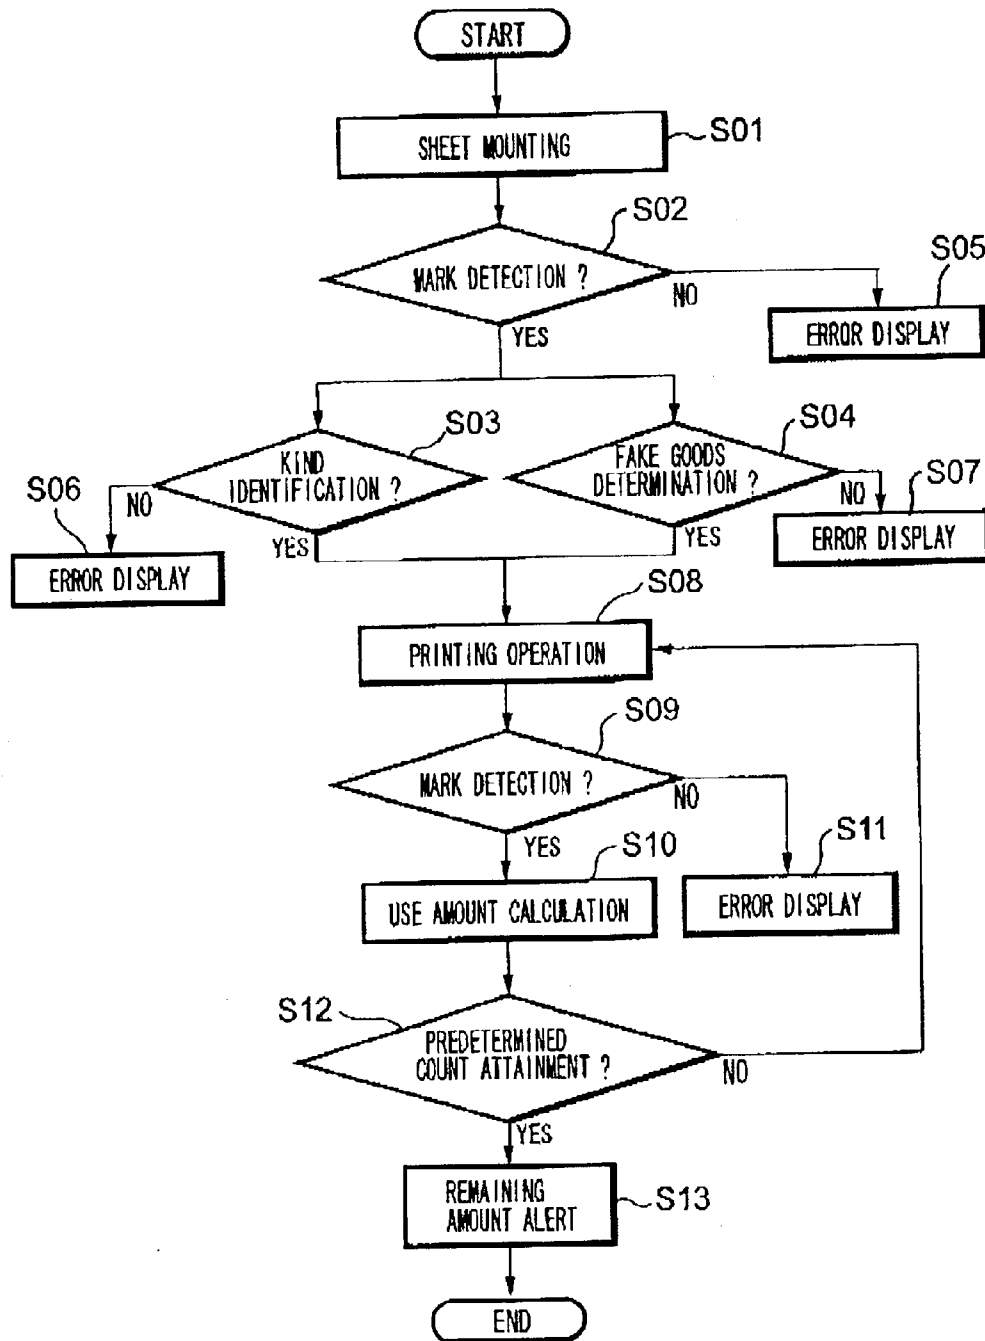 START
SHEET MOUNTING
S01
S02
MARK DETECTION ?
NO
YES
S05
ERROR DISPLAY
S03
KIND
IDENTIFICATION ?
NO
YES
S04
FAKE GOODS
DETERMINATION ?
NO
YES
S06
ERROR DISPLAY
S07
ERROR DISPLAY
S08
PRINTING OPERATION
S09
MARK DETECTION ?
NO
YES
S10
USE AMOUNT CALCULATION
S11
ERROR DISPLAY
S12
PREDETERMINED
COUNT ATTAINMENT ?
NO
YES
REMAINING
AMOUNT ALERT
S13
END